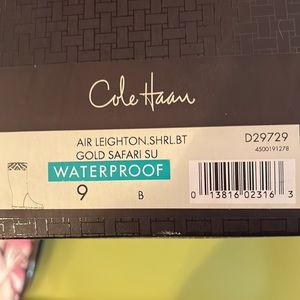 Cole Haan
AIR LEIGHTON.SHRL.BT D29729
GOLD SAFARI SU 4500191278
WATERPROOF
9 B
0 13816 02316 3